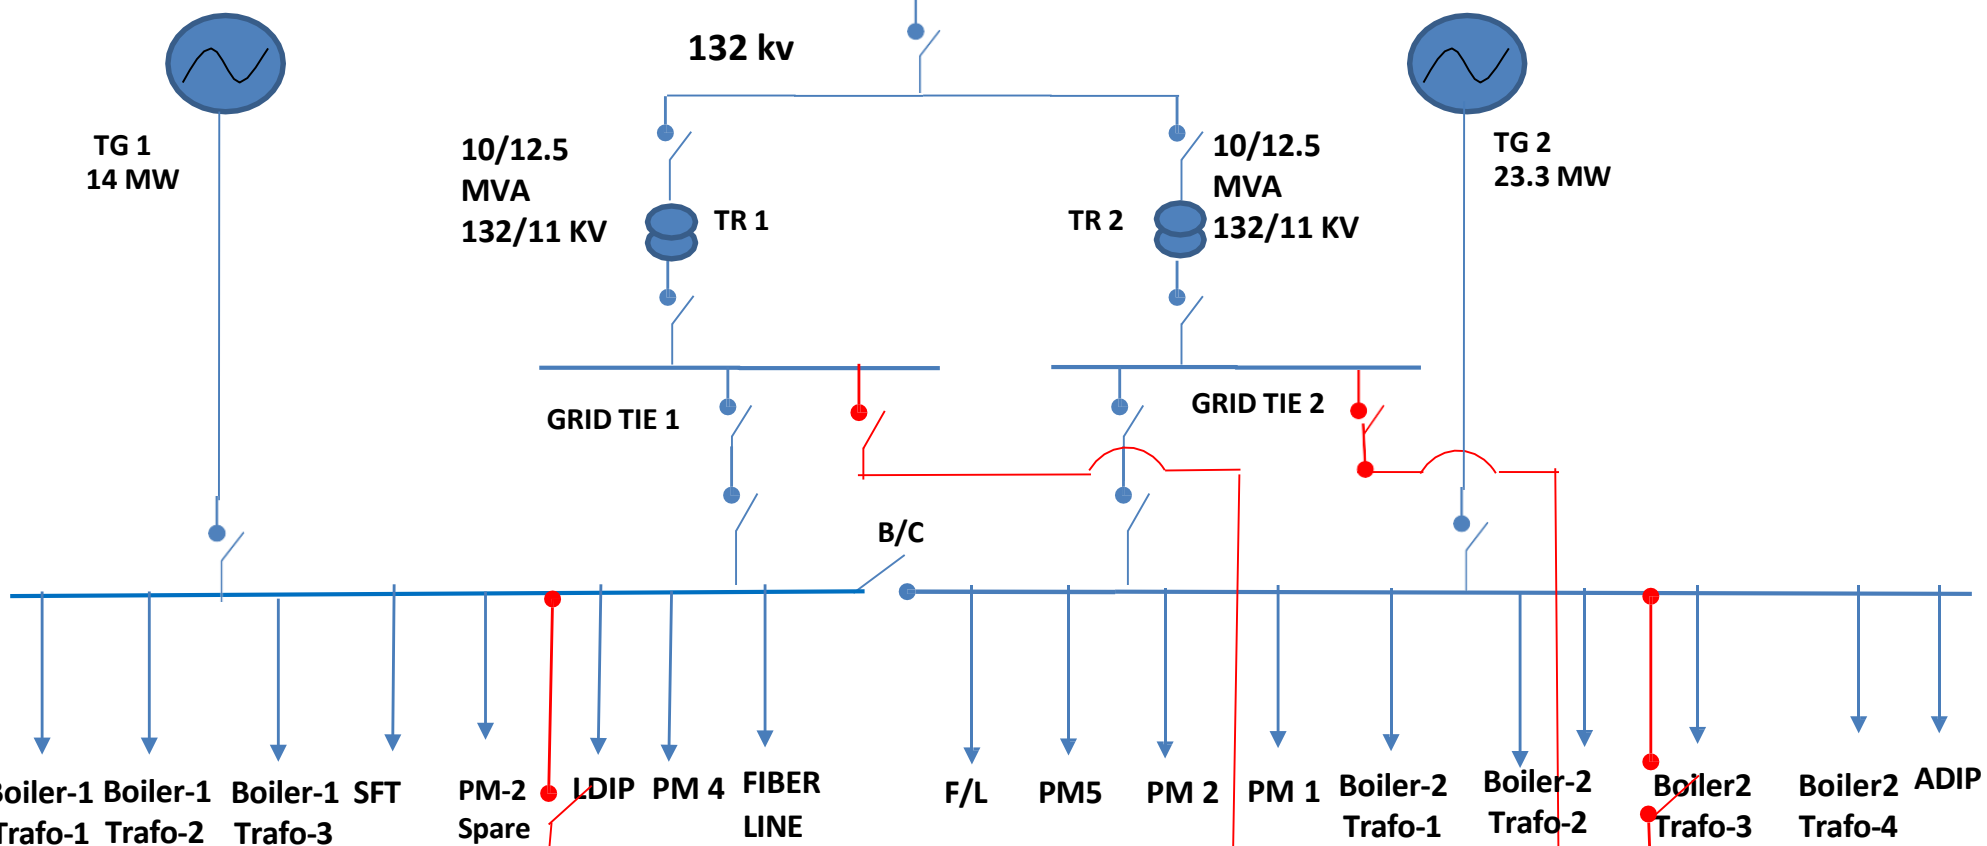 132 kv
TG 1
14 MW
10/12.5
MVA
132/11 KV
TR 1
TR 2
10/12.5
MVA
132/11 KV
TG 2
23.3 MW
GRID TIE 1
GRID TIE 2
B/C
Boiler-1
Trafo-1
Boiler-1
Trafo-2
Boiler-1
Trafo-3
SFT
PM-2
Spare
LDIP
PM 4
FIBER
LINE
F/L
PM5
PM 2
PM 1
Boiler-2
Trafo-1
Boiler-2
Trafo-2
Boiler2
Trafo-3
Boiler2
Trafo-4
ADIP